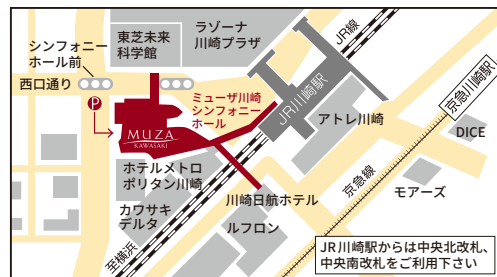 東芝未来
科学館
ラゾーナ
川崎プラザ
JR線
シンフォニー
ホール前
西口通り
P
ミューザ川崎
シンフォニー
ホール
JR川崎駅
京急川崎駅
MUZA
KAWASAKI
アトレ川崎
DICE
ホテルメトロ
ポリタン川崎
京急線
モアーズ
カワサキ
デルタ
川崎日航ホテル
ルフロン
至横浜
JR川崎駅からは中央北改札、
中央南改札をご利用下さい